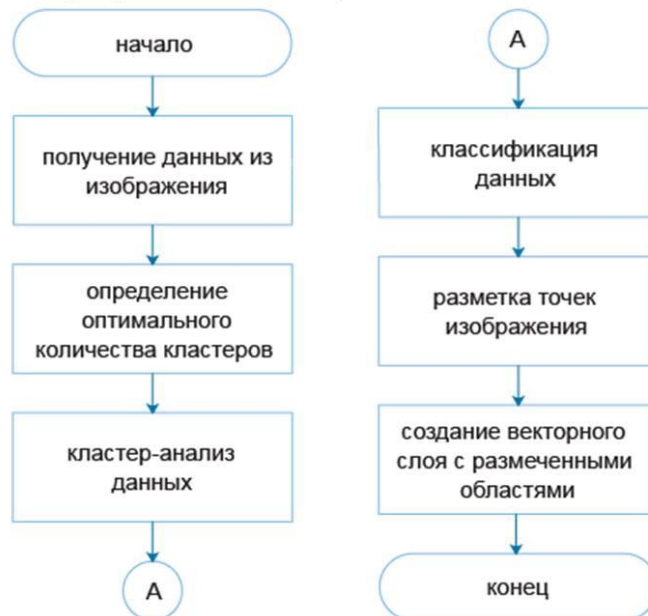 начало
получение данных из
изображения
определение
оптимального
количества кластеров
кластер-анализ
данных
А
А
классификация
данных
разметка точек
изображения
создание векторного
слоя с размеченными
областями
конец